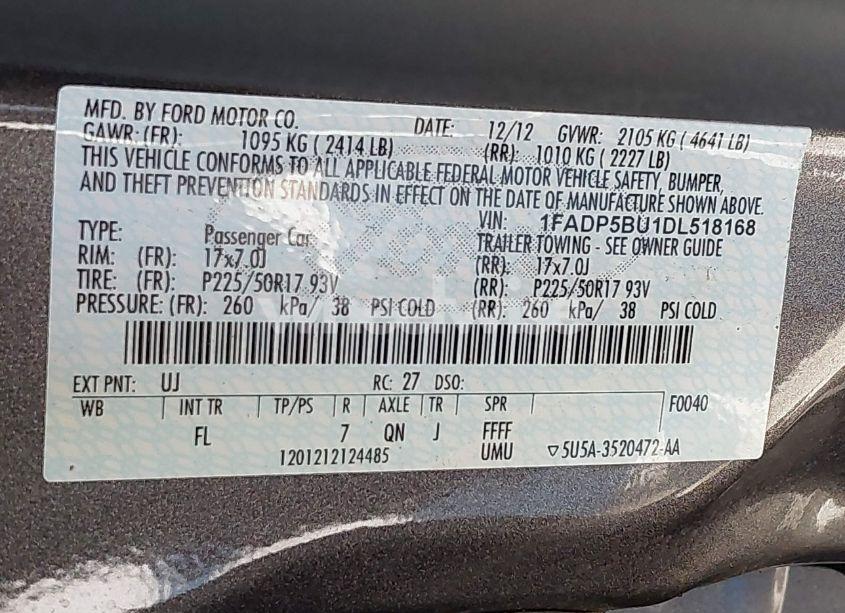 MFD. BY FORD MOTOR CO. DATE: 12/12 GVWR: 2105 KG ( 4641 LB)
GAWR: (FR): 1095 KG ( 2414 LB) (RR): 1010 KG ( 2227 LB)
THIS VEHICLE CONFORMS TO ALL APPLICABLE FEDERAL MOTOR VEHICLE SAFETY, BUMPER,
AND THEFT PREVENTION STANDARDS IN EFFECT ON THE DATE OF MANUFACTURE SHOWN ABOVE.
VIN: 1FADP5BU1DL518168
TYPE: Passenger Car TRAILER TOWING - SEE OWNER GUIDE
RIM: (FR): 17x7.0J (RR): 17x7.0J
TIRE: (FR): P225/50R17 93V (RR): P225/50R17 93V
PRESSURE: (FR): 260 kPa/ 38 PSI COLD (RR): 260 kPa/ 38 PSI COLD
EXT PNT: UJ RC: 27 DSO:
WB INT TR TP/PS R AXLE TR SPR F0040
FL 7 QN J FFFF
1201212124485 UMU ▽5U5A-3520472-AA